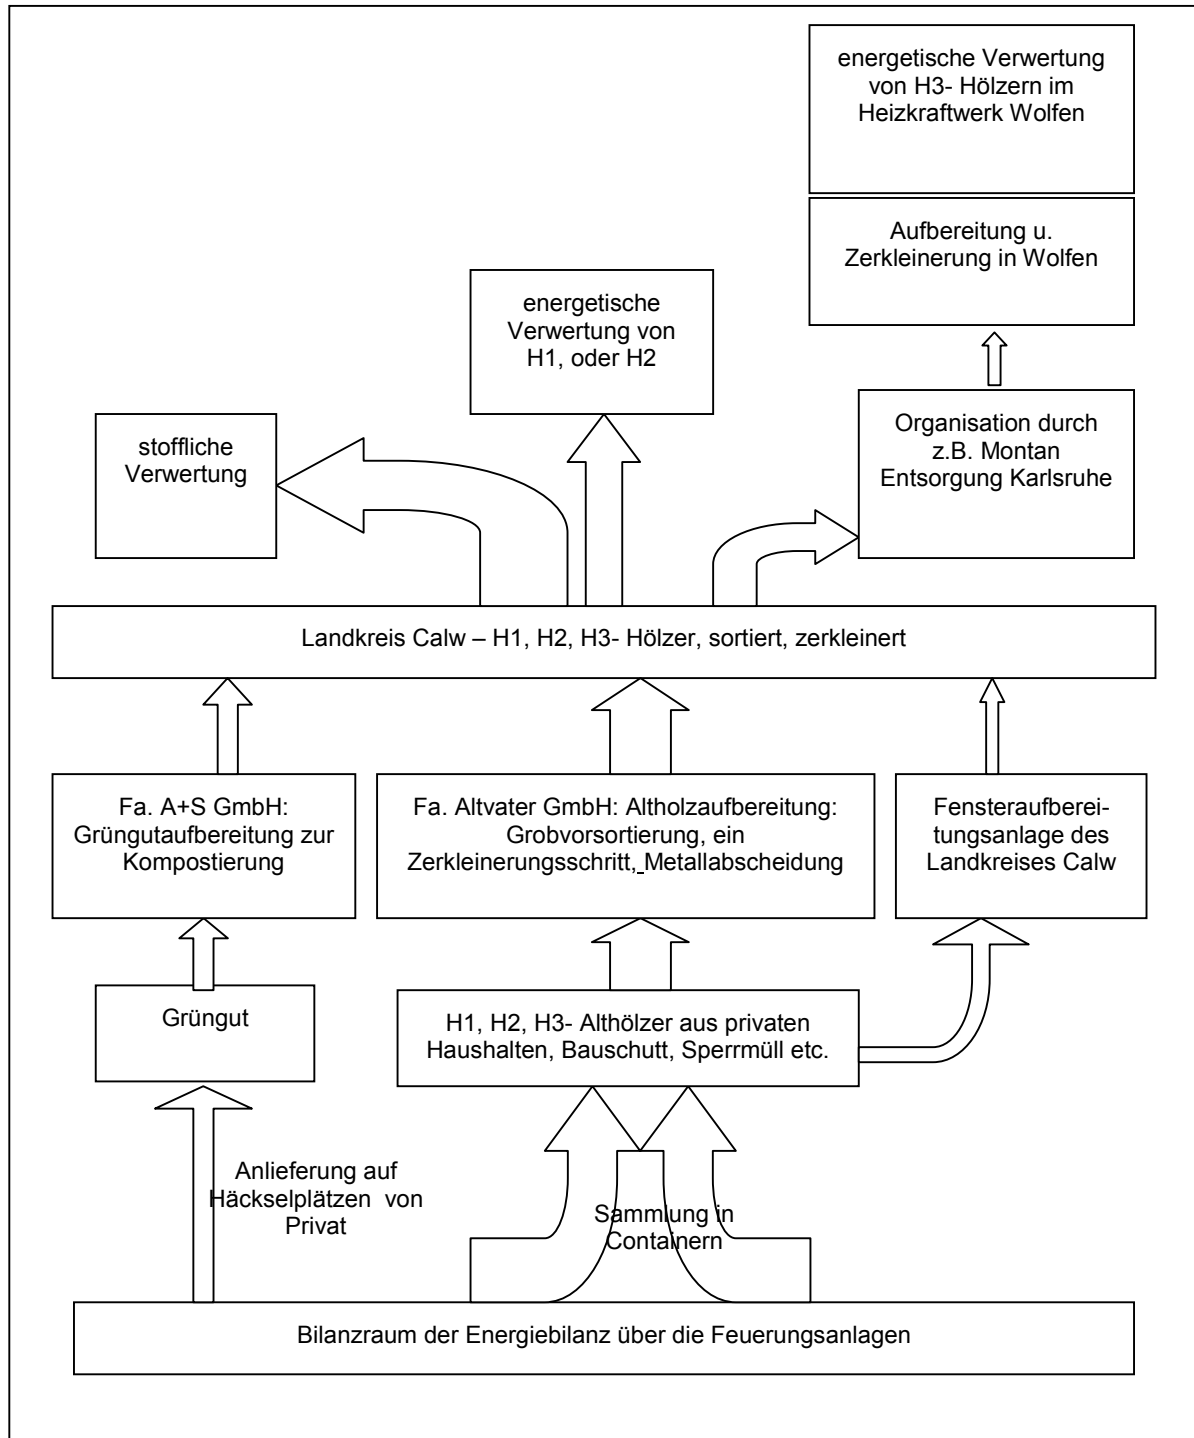 energetische Verwertung
von H3- Hölzern im
Heizkraftwerk Wolfen
Aufbereitung u.
Zerkleinerung in Wolfen
energetische
Verwertung von
H1, oder H2
stoffliche
Verwertung
Organisation durch
z.B. Montan
Entsorgung Karlsruhe
Landkreis Calw – H1, H2, H3- Hölzer, sortiert, zerkleinert
Fa. A+S GmbH:
Grüngutaufbereitung zur
Kompostierung
Fa. Altvater GmbH: Altholzaufbereitung:
Grobvorsortierung, ein
Zerkleinerungsschritt, Metallabscheidung
Fensteraufberei-
tungsanlage des
Landkreises Calw
Grüngut
H1, H2, H3- Althölzer aus privaten
Haushalten, Bauschutt, Sperrmüll etc.
Anlieferung auf
Häckselplätzen von
Privat
Sammlung in
Containern
Bilanzraum der Energiebilanz über die Feuerungsanlagen